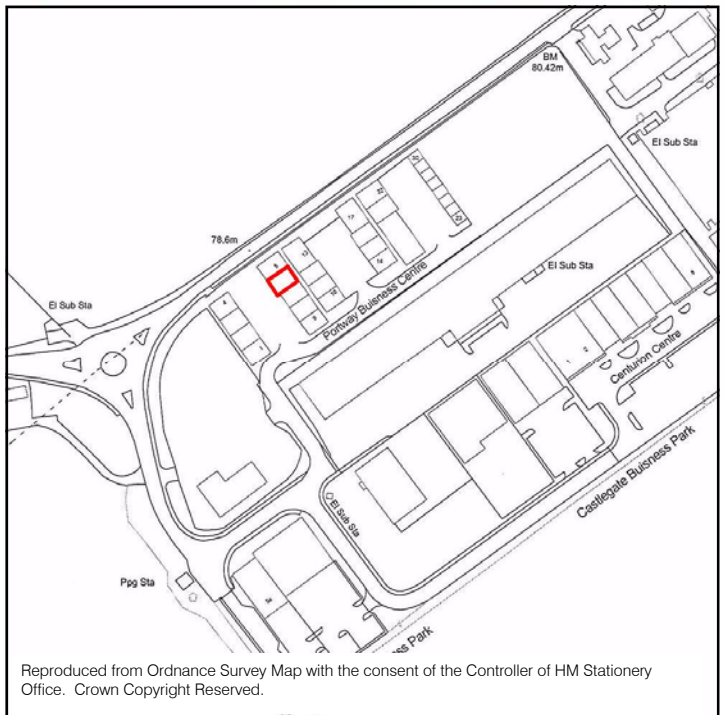 BM
80.42m
El Sub Sta
78.6m
El Sub Sta
El Sub Sta
Portway Buisness Centre
Centurion Centre
Castlegate Buisness Park
El Sub Sta
Ppg Sta
ness Park
Reproduced from Ordnance Survey Map with the consent of the Controller of HM Stationery
Office. Crown Copyright Reserved.